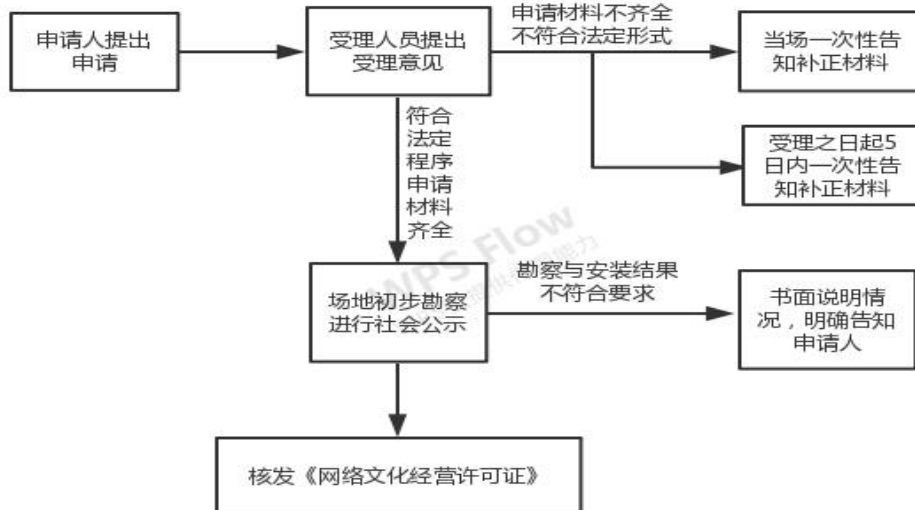 申请人提出
申请
受理人员提出
受理意见
申请材料不齐全
不符合法定形式
当场一次性告
知补正材料
受理之日起5
日内一次性告
知补正材料
符合
法定
程序
申请
材料
齐全
场地初步勘察
进行社会公示
勘察与安装结果
不符合要求
书面说明情
况，明确告知
申请人
核发《网络文化经营许可证》
WPS Flow